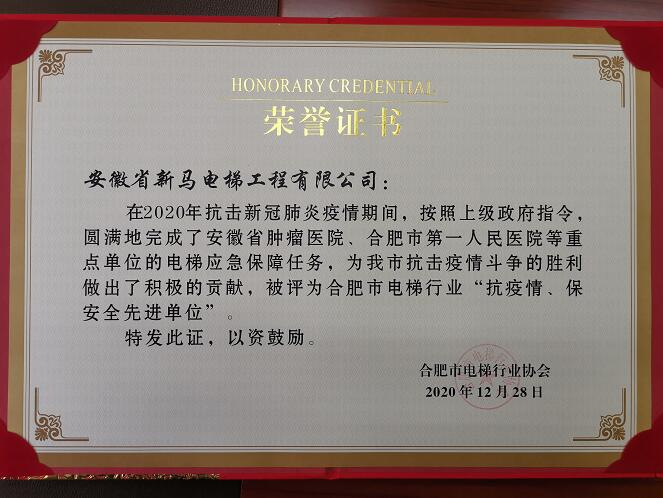 HONORARY CREDENTIAL
荣誉证书
安徽省新马电梯工程有限公司：
在2020年抗击新冠肺炎疫情期间，按照上级政府指令，
圆满地完成了安徽省肿瘤医院、合肥市第一人民医院等重
点单位的电梯应急保障任务，为我市抗击疫情斗争的胜利
做出了积极的贡献，被评为合肥市电梯行业“抗疫情、保
安全先进单位”。
特发此证，以资鼓励。
合肥市电梯行业协会
2020年12月28日